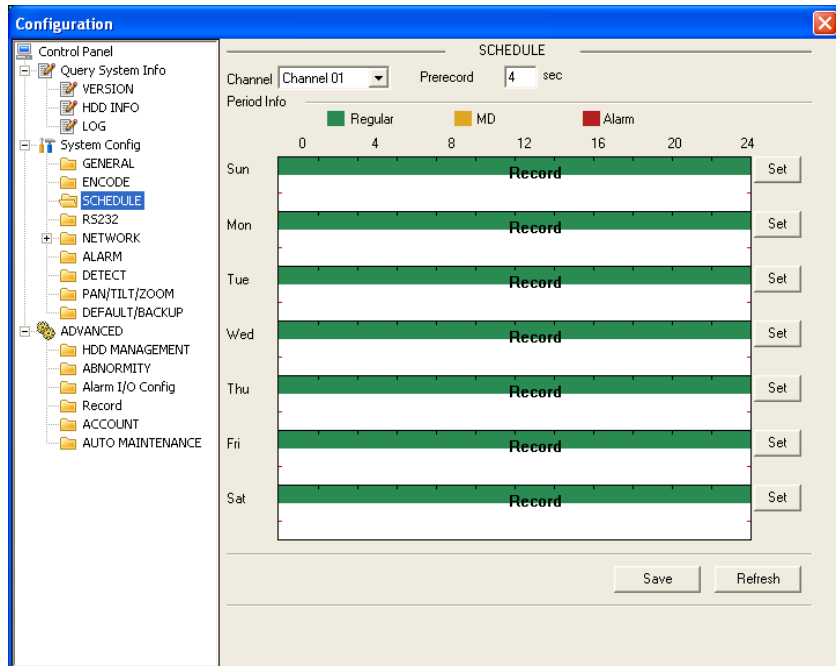 Configuration
Control Panel
Query System Info
VERSION
HDD INFO
LOG
System Config
GENERAL
ENCODE
SCHEDULE
RS232
NETWORK
ALARM
DETECT
PAN/TILT/ZOOM
DEFAULT/BACKUP
ADVANCED
HDD MANAGEMENT
ABNORMITY
Alarm I/O Config
Record
ACCOUNT
AUTO MAINTENANCE
SCHEDULE
Channel Channel 01 Prerecord 4 sec
Period Info
Regular MD Alarm
0 4 8 12 16 20 24
Sun Record Set
Mon Record Set
Tue Record Set
Wed Record Set
Thu Record Set
Fri Record Set
Sat Record Set
Save Refresh